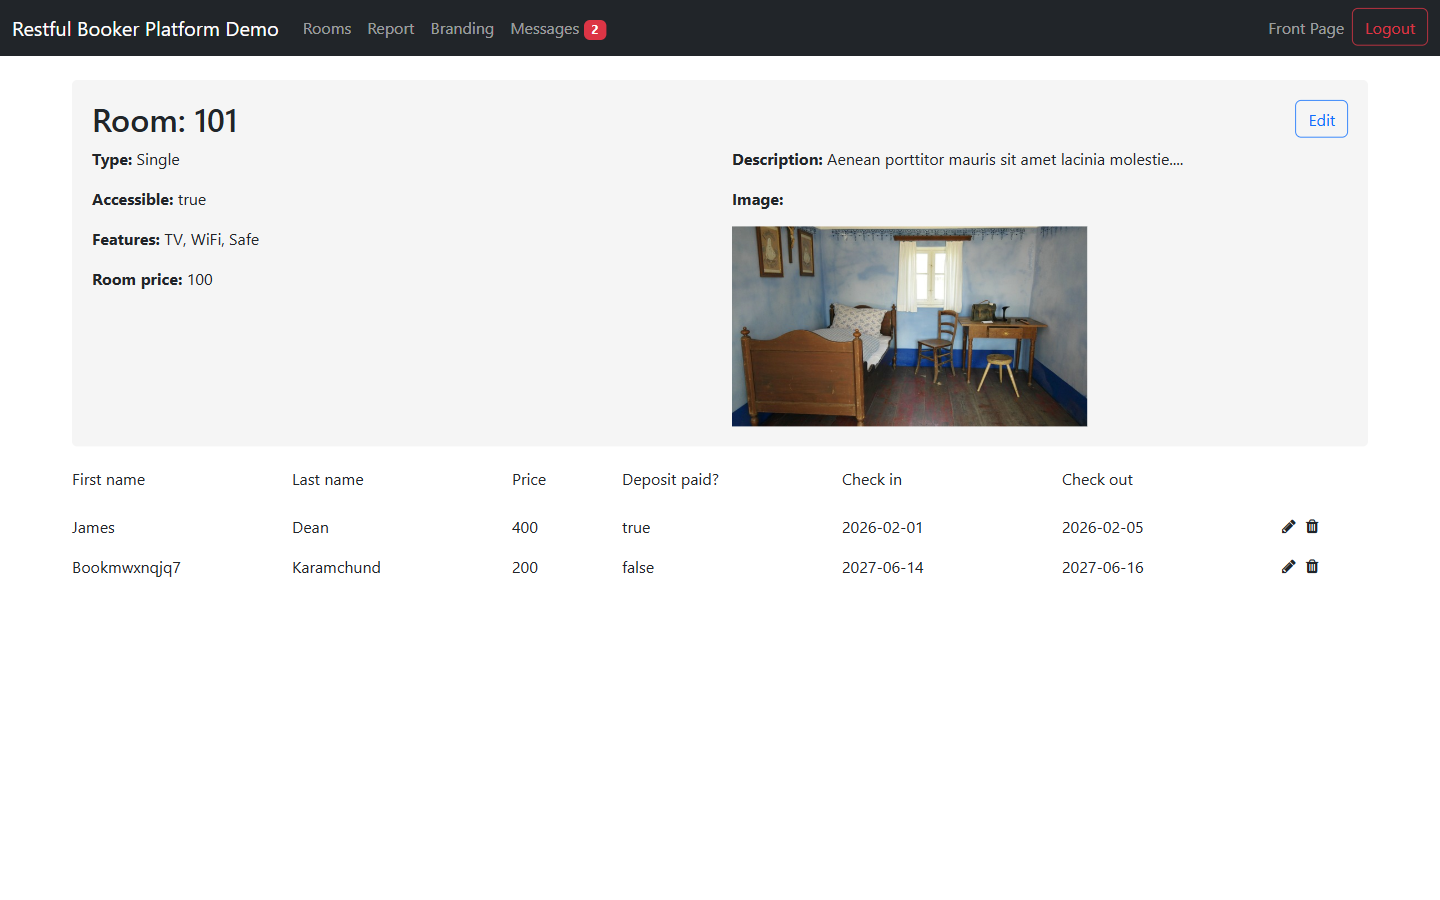 Restful Booker Platform Demo Rooms Report Branding Messages 2 Front Page Logout
Room: 101 Edit
Type: Single
Accessible: true
Features: TV, WiFi, Safe
Room price: 100
Description: Aenean porttitor mauris sit amet lacinia molestie....
Image:
First name Last name Price Deposit paid? Check in Check out
James Dean 400 true 2026-02-01 2026-02-05
Bookmwxnqjq7 Karamchund 200 false 2027-06-14 2027-06-16